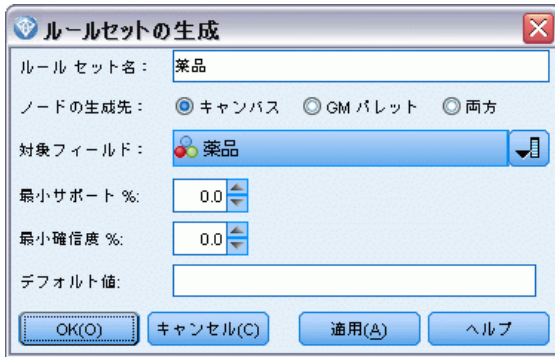 ルールセットの生成
ルール セット名： 薬品
ノードの生成先： キャンバス GM パレット 両方
対象フィールド： 薬品
最小サポート %: 0.0
最小確信度 %: 0.0
デフォルト値:
OK(O) キャンセル(C) 適用(A) ヘルプ